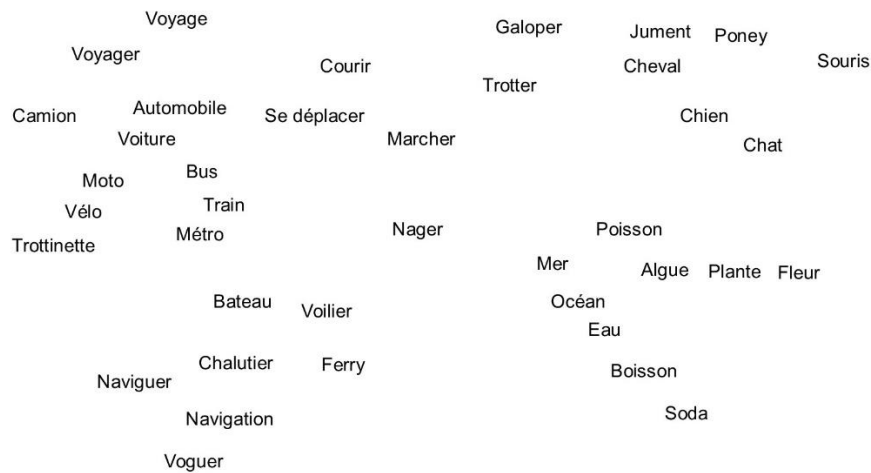 Voyage
Galoper
Jument
Poney
Voyager
Courir
Cheval
Souris
Trotter
Camion
Automobile
Se déplacer
Chien
Voiture
Marcher
Chat
Moto
Bus
Vélo
Train
Trottinette
Métro
Nager
Poisson
Mer
Algue
Plante
Fleur
Bateau
Voilier
Océan
Eau
Chalutier
Ferry
Boisson
Naviguer
Navigation
Soda
Voguer